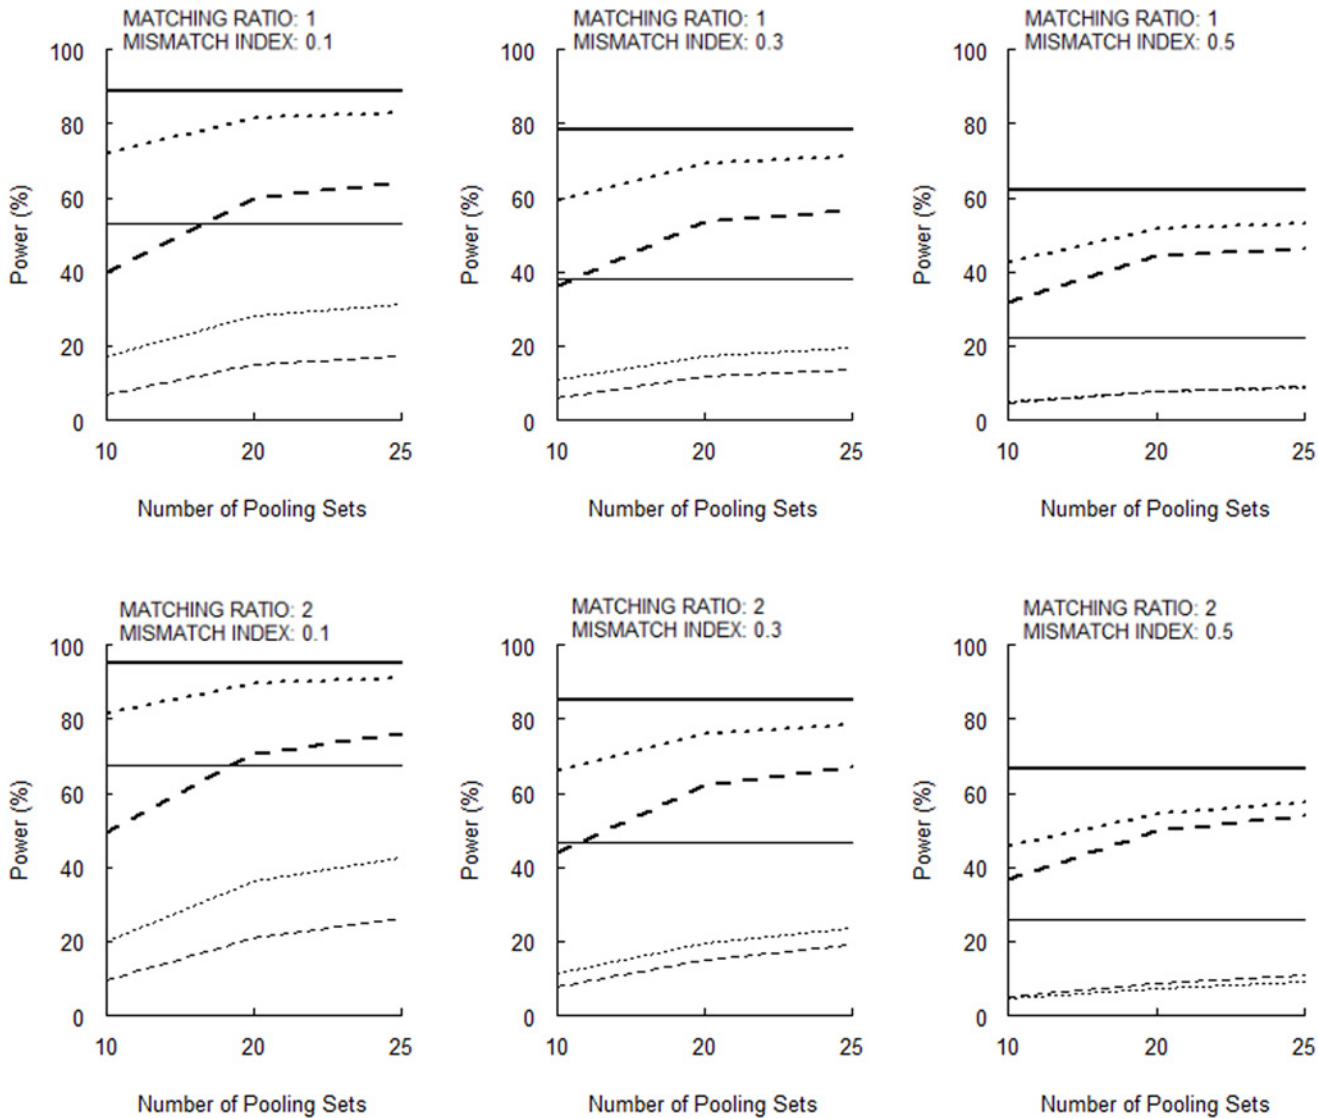 MATCHING RATIO: 1
MISMATCH INDEX: 0.1
100
80
60
40
20
0
Power (%)
10 20 25
Number of Pooling Sets
MATCHING RATIO: 1
MISMATCH INDEX: 0.3
100
80
60
40
20
0
Power (%)
10 20 25
Number of Pooling Sets
MATCHING RATIO: 1
MISMATCH INDEX: 0.5
100
80
60
40
20
0
Power (%)
10 20 25
Number of Pooling Sets
MATCHING RATIO: 2
MISMATCH INDEX: 0.1
100
80
60
40
20
0
Power (%)
10 20 25
Number of Pooling Sets
MATCHING RATIO: 2
MISMATCH INDEX: 0.3
100
80
60
40
20
0
Power (%)
10 20 25
Number of Pooling Sets
MATCHING RATIO: 2
MISMATCH INDEX: 0.5
100
80
60
40
20
0
Power (%)
10 20 25
Number of Pooling Sets